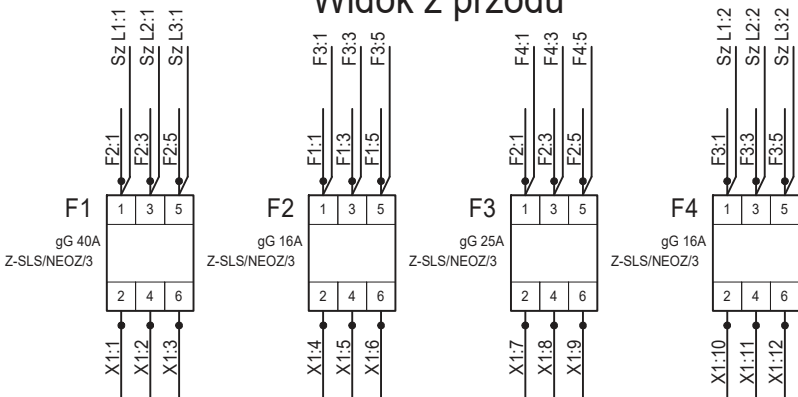 Widok z przodu
Sz L1:1 Sz L2:1 Sz L3:1 F3:1 F3:3 F3:5 F4:1 F4:3 F4:5 Sz L1:2 Sz L2:2 Sz L3:2
F2:1 F2:3 F2:5 F1:1 F1:3 F1:5 F2:1 F2:3 F2:5 F3:1 F3:3 F3:5
F1 1 3 5 F2 1 3 5 F3 1 3 5 F4 1 3 5
gG 40A gG 16A gG 25A gG 16A
Z-SLS/NEOZ/3 Z-SLS/NEOZ/3 Z-SLS/NEOZ/3 Z-SLS/NEOZ/3
2 4 6 2 4 6 2 4 6 2 4 6
X1:1 X1:2 X1:3 X1:4 X1:5 X1:6 X1:7 X1:8 X1:9 X1:10 X1:11 X1:12